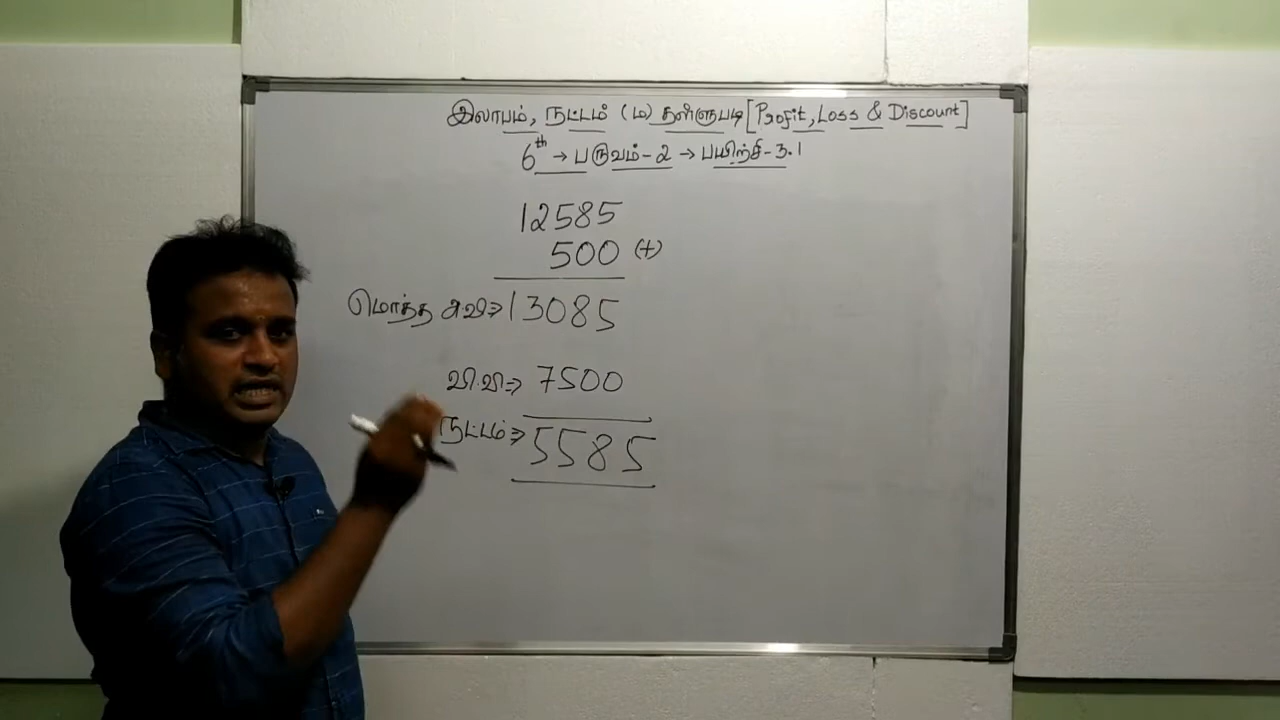 இலாபம், நட்டம் (ம) தள்ளுபடி [Profit, Loss & Discount]
6th → பருவம்-2 → பயிற்சி-3.1
12585
500 (+)
மொத்த அ.வி ⇒ 13085
வி.வி ⇒ 7500
நட்டம் ⇒ 5585